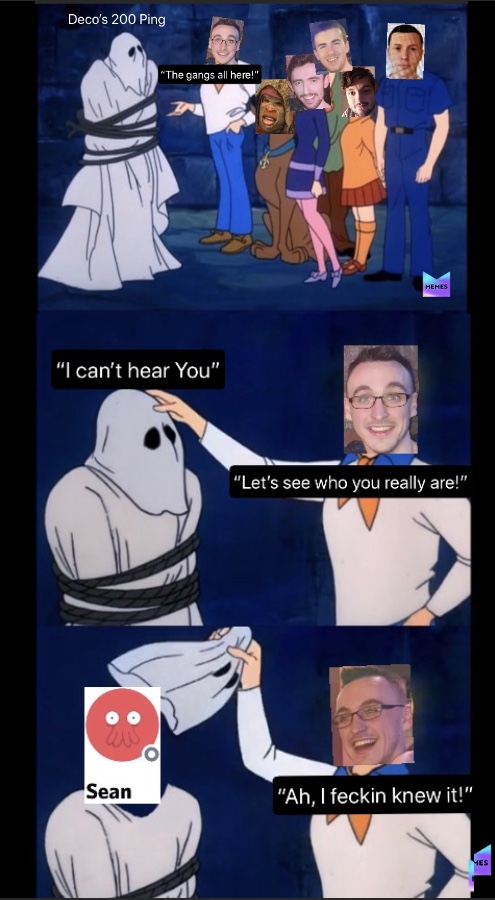 Deco's 200 Ping
“The gangs all here!”
MEMES
“I can't hear You”
“Let's see who you really are!”
Sean
“Ah, I feckin knew it!”
MES